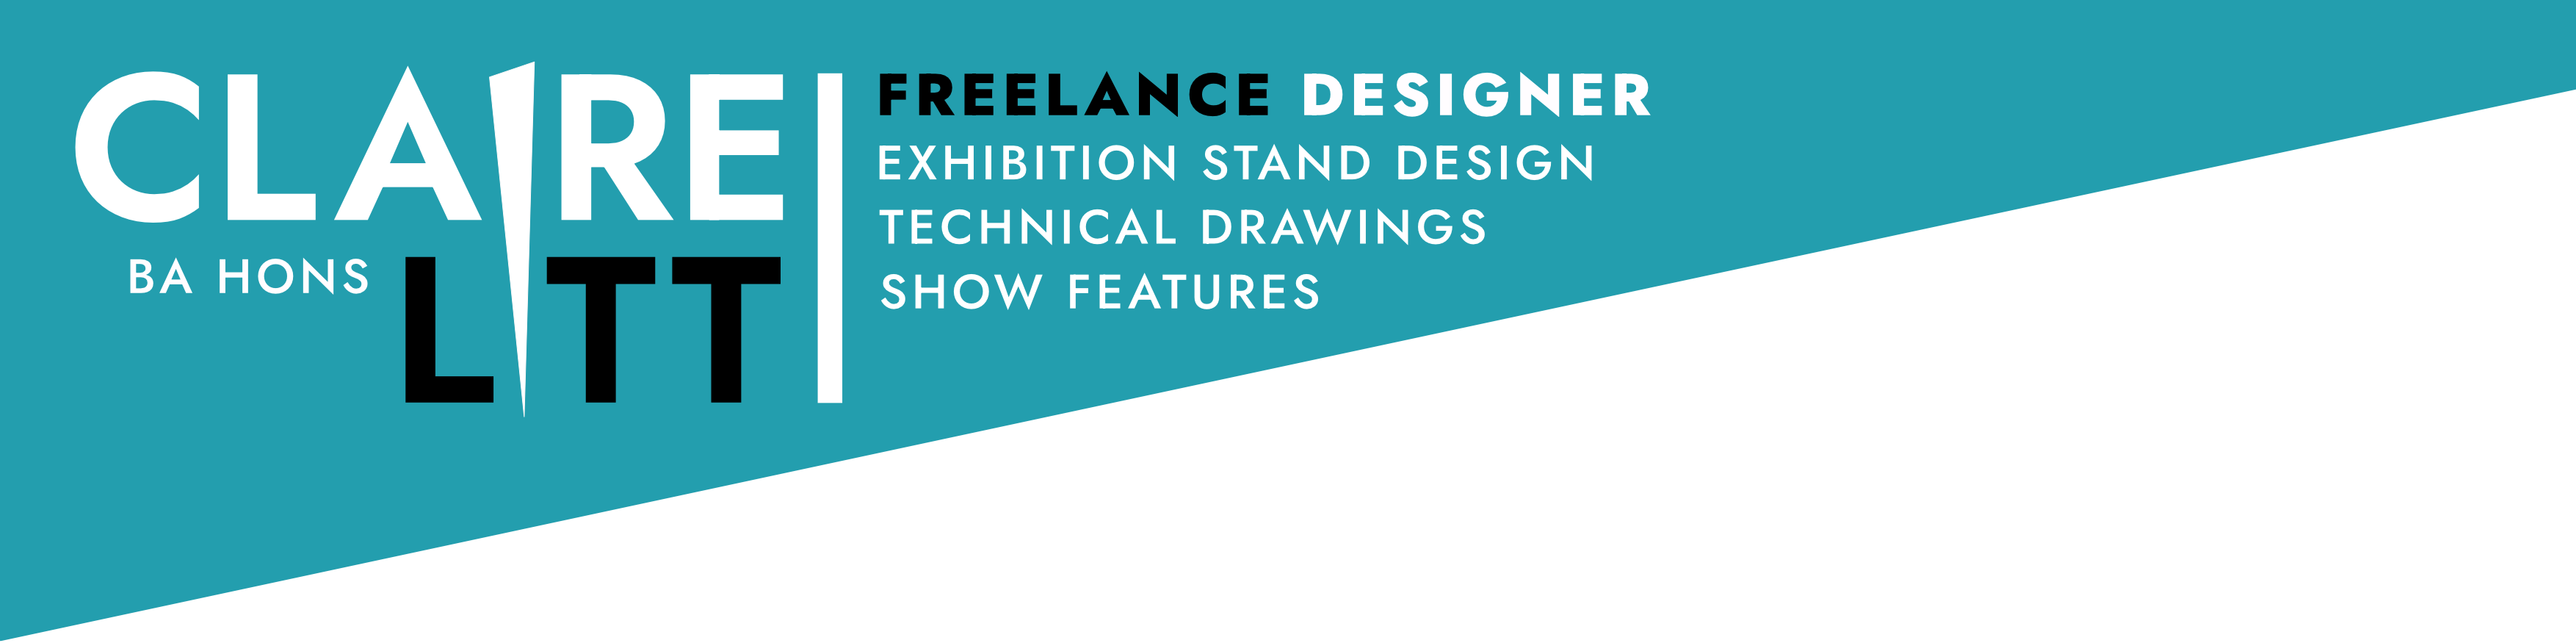 CLAIRE
BA HONS LITT
FREELANCE DESIGNER
EXHIBITION STAND DESIGN
TECHNICAL DRAWINGS
SHOW FEATURES